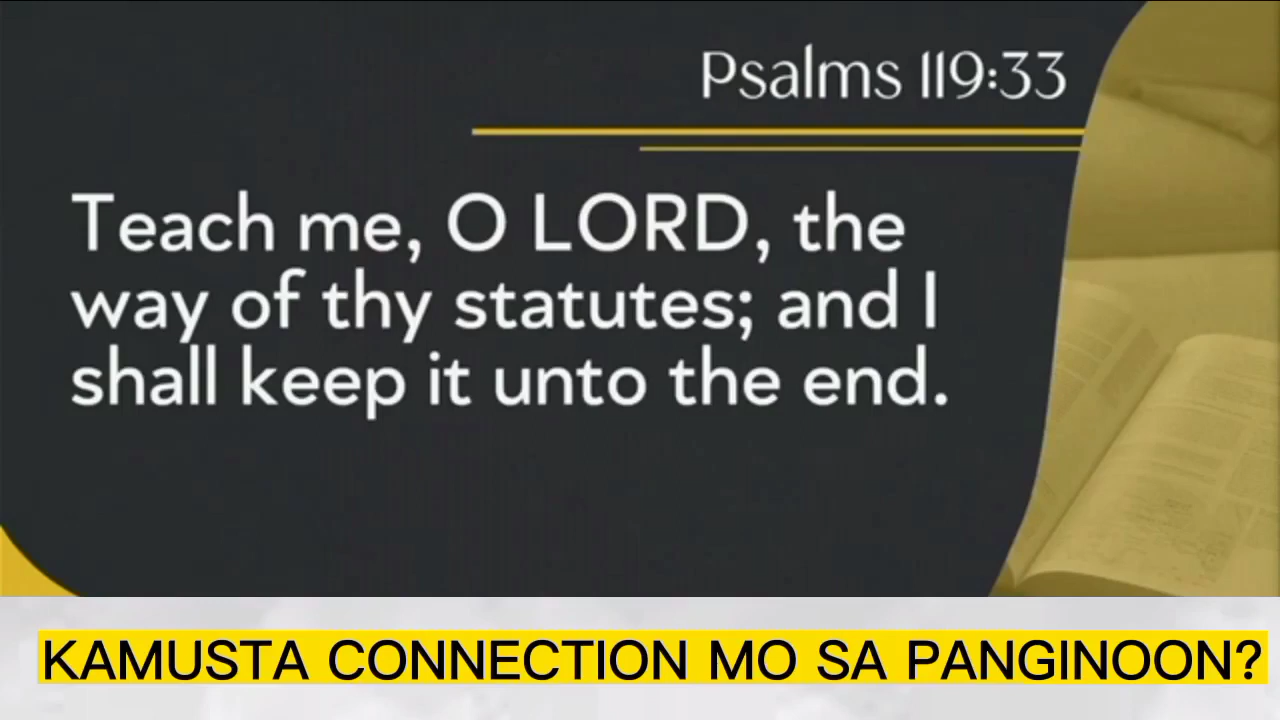 Psalms 119:33
Teach me, O LORD, the
way of thy statutes; and I
shall keep it unto the end.
KAMUSTA CONNECTION MO SA PANGINOON?